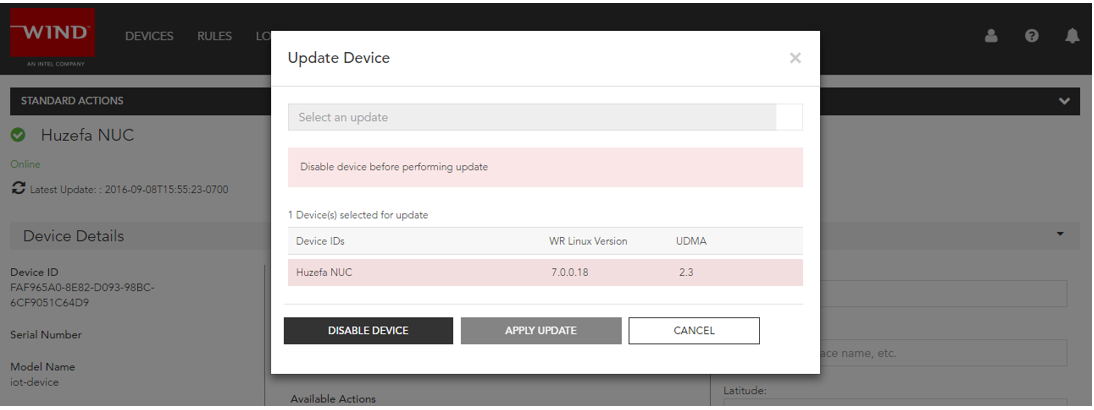 WIND
AN INTEL COMPANY
DEVICES RULES LO
STANDARD ACTIONS
Huzefa NUC
Online
Latest Update: : 2016-09-08T15:55:23-0700
Device Details
Device ID
FAF965A0-8E82-D093-98BC-
6CF9051C64D9
Serial Number
Model Name
iot-device
Update Device
×
Select an update
Disable device before performing update
1 Device(s) selected for update
Device IDs WR Linux Version UDMA
Huzefa NUC 7.0.0.18 2.3
DISABLE DEVICE APPLY UPDATE CANCEL
Available Actions
ace name, etc.
Latitude: